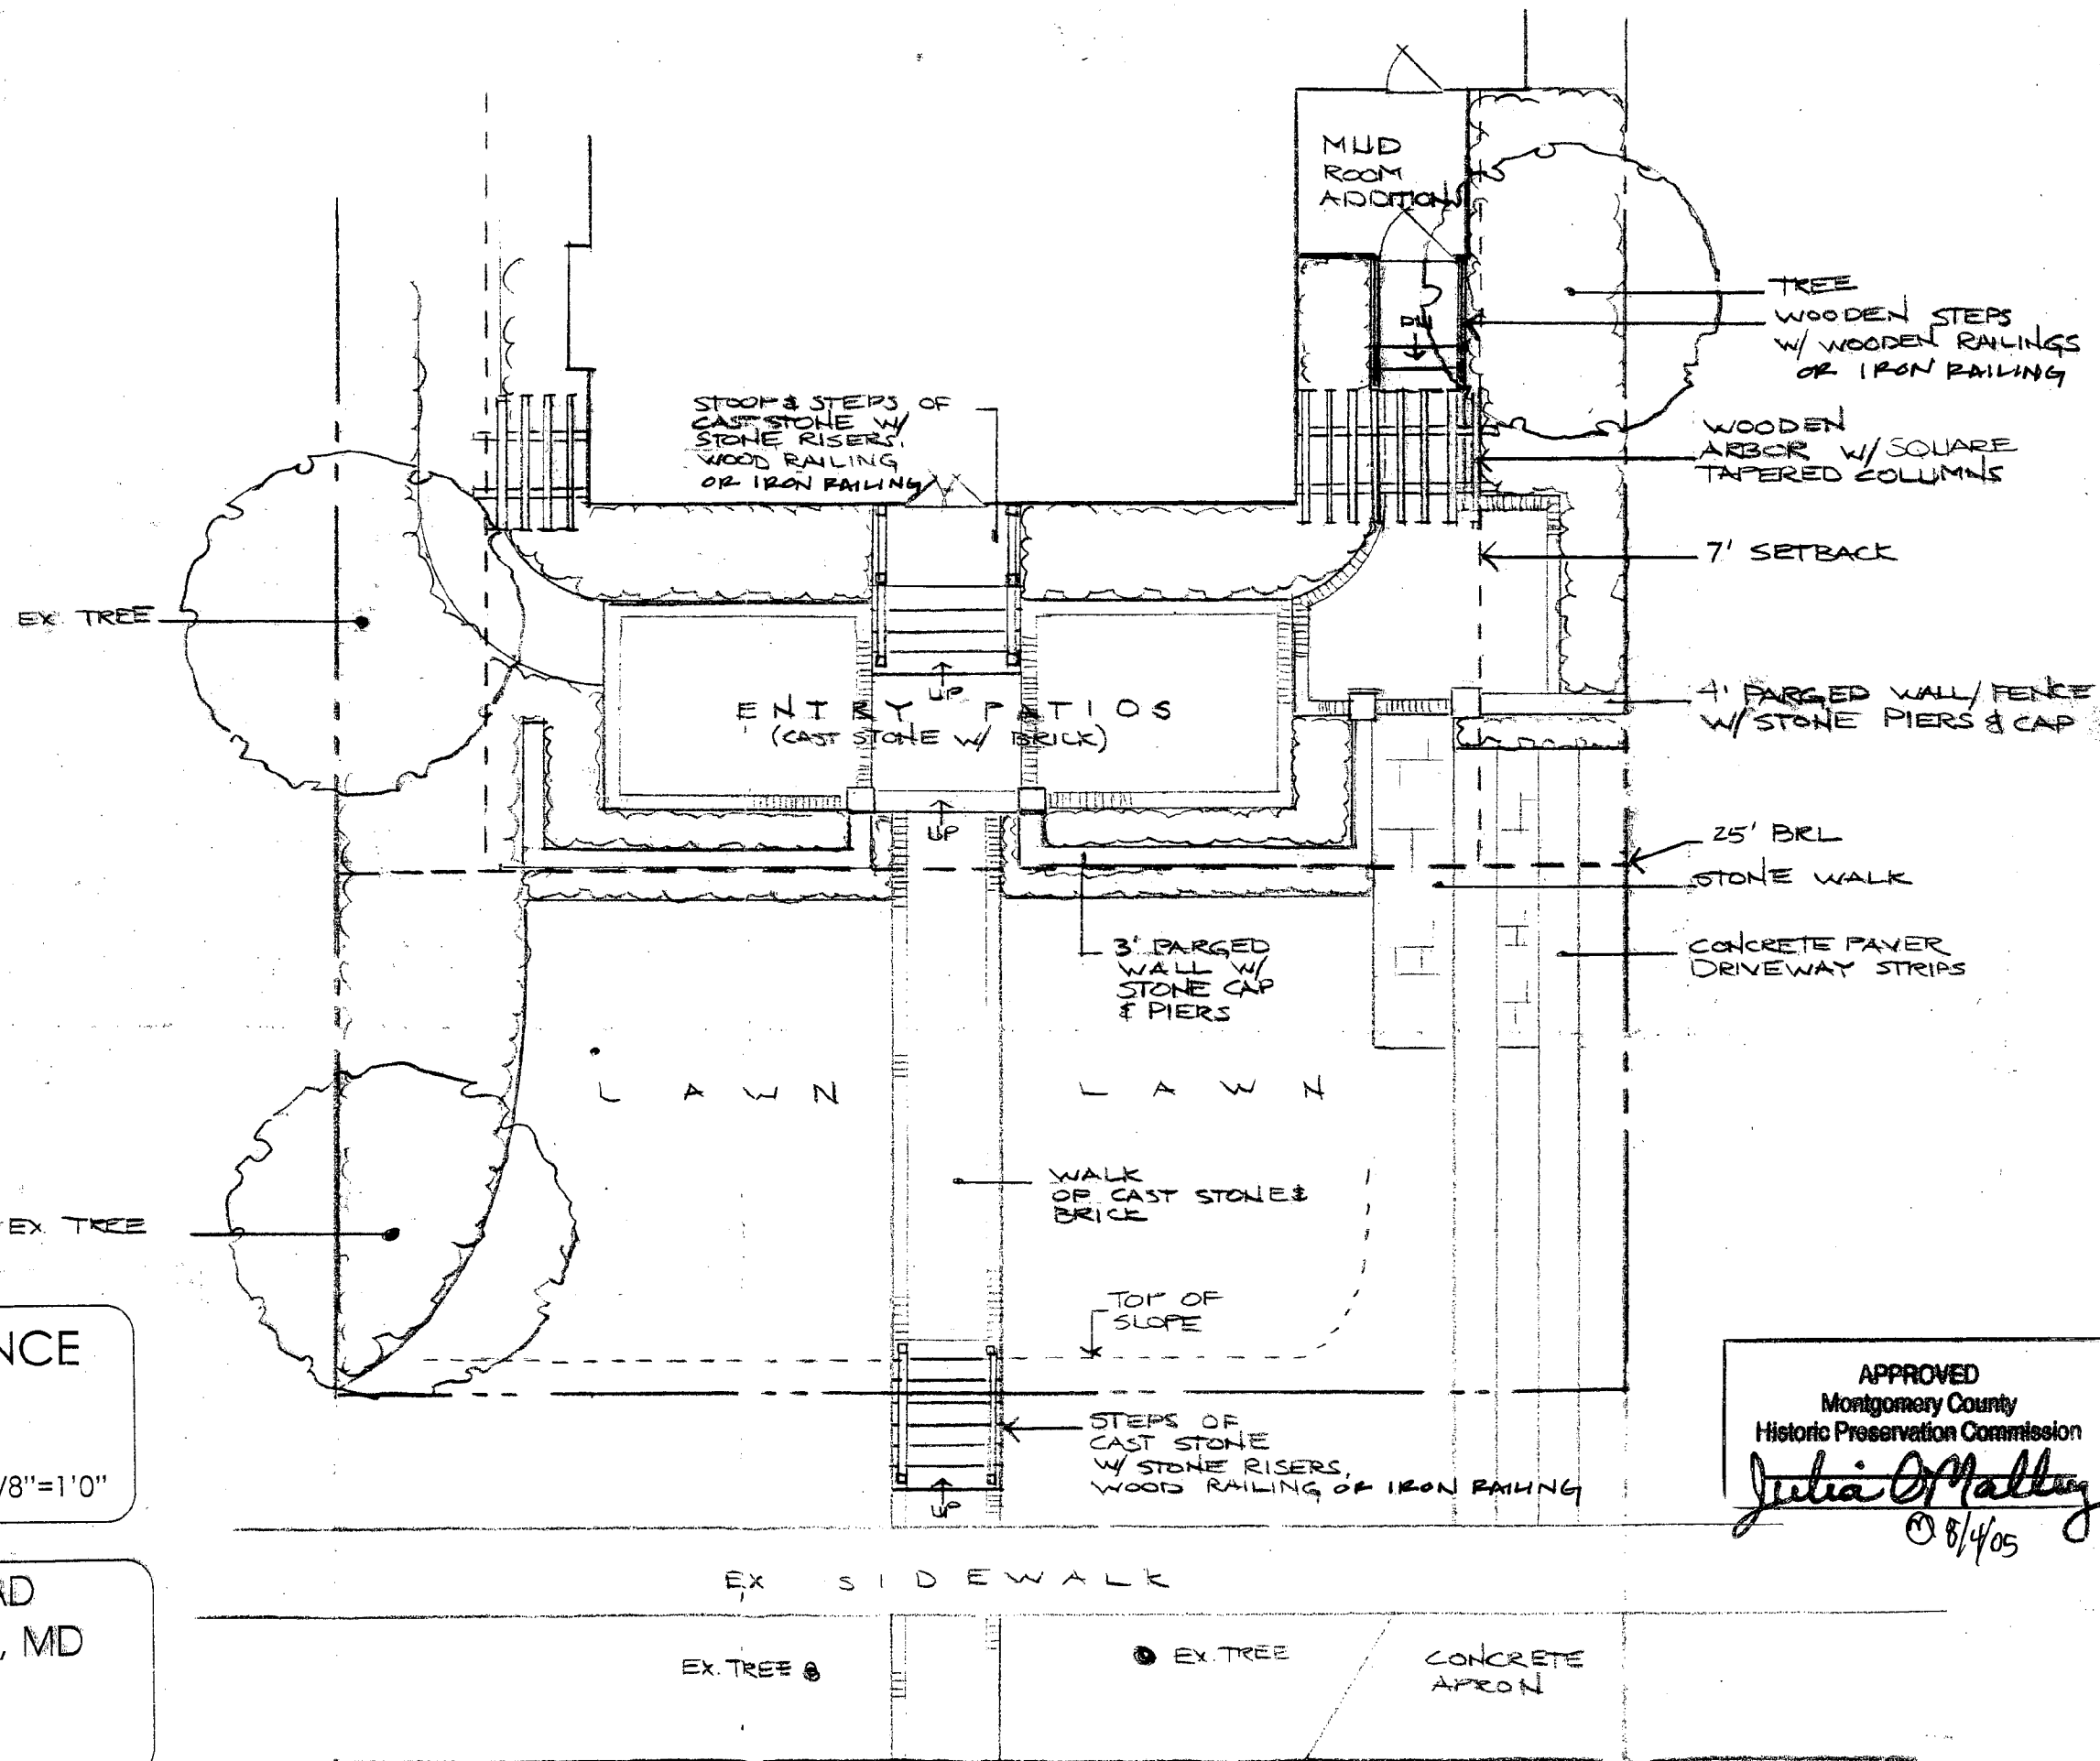 MUD
ROOM
ADDITION
TREE
WOODEN STEPS
W/ WOODEN RAILINGS
OR IRON RAILING
STOOP & STEPS OF
CAST STONE W/
STONE RISERS.
WOOD RAILING
OR IRON RAILING
DN
WOODEN
ARBOR W/ SQUARE
TAPERED COLUMNS
7' SETBACK
EX TREE
UP
ENTRY PATIOS
(CAST STONE W/ BRICK)
4' PARGED WALL/FENCE
W/ STONE PIERS & CAP
UP
25' BRL
STONE WALK
3' PARGED
WALL W/
STONE CAP
& PIERS
CONCRETE PAVER
DRIVEWAY STRIPS
LAWN
LAWN
WALK
OF CAST STONE &
BRICK
EX. TREE
TOP OF
SLOPE
NCE
/8"=1'0"
STEPS OF
CAST STONE
W/ STONE RISERS,
WOOD RAILING OR IRON RAILING
UP
APPROVED
Montgomery County
Historic Preservation Commission
Julia O'Malley
8/4/05
EX SIDEWALK
AD
, MD
EX. TREE
EX. TREE
CONCRETE
APRON